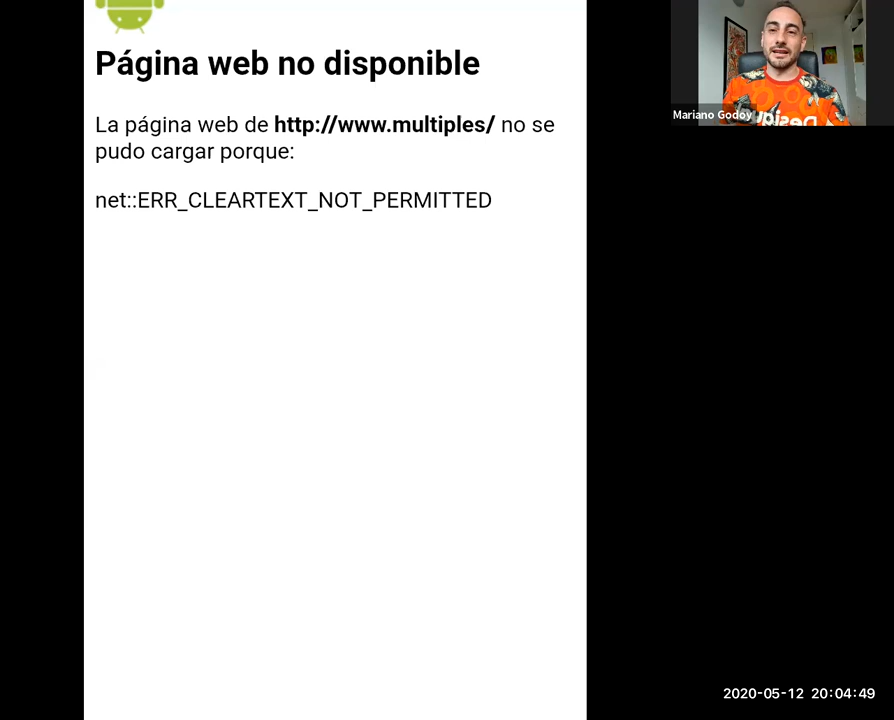 Página web no disponible
La página web de http://www.multiples/ no se
pudo cargar porque:
net::ERR_CLEARTEXT_NOT_PERMITTED
Mariano Godoy
Desigual
2020-05-12 20:04:49